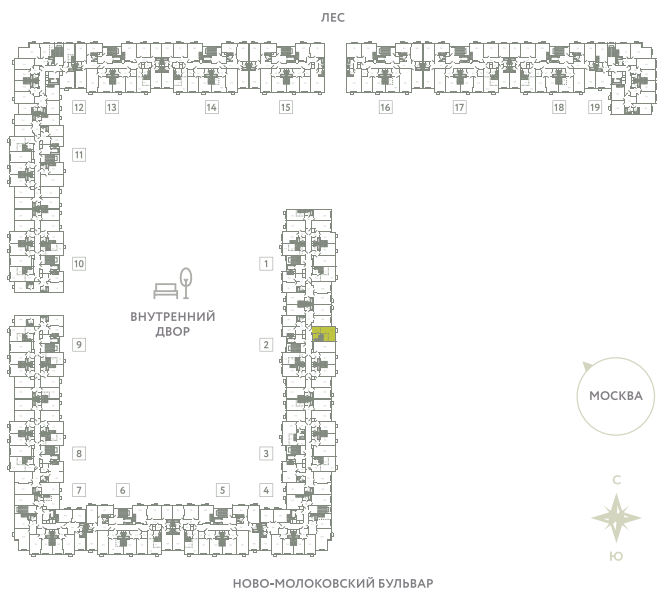 ЛЕС
12 13 14 15 16 17 18 19
11
10 1
ВНУТРЕННИЙ
ДВОР
9 2
МОСКВА
8 3
7 6 5 4
С
Ю
НОВО-МОЛОКОВСКИЙ БУЛЬВАР